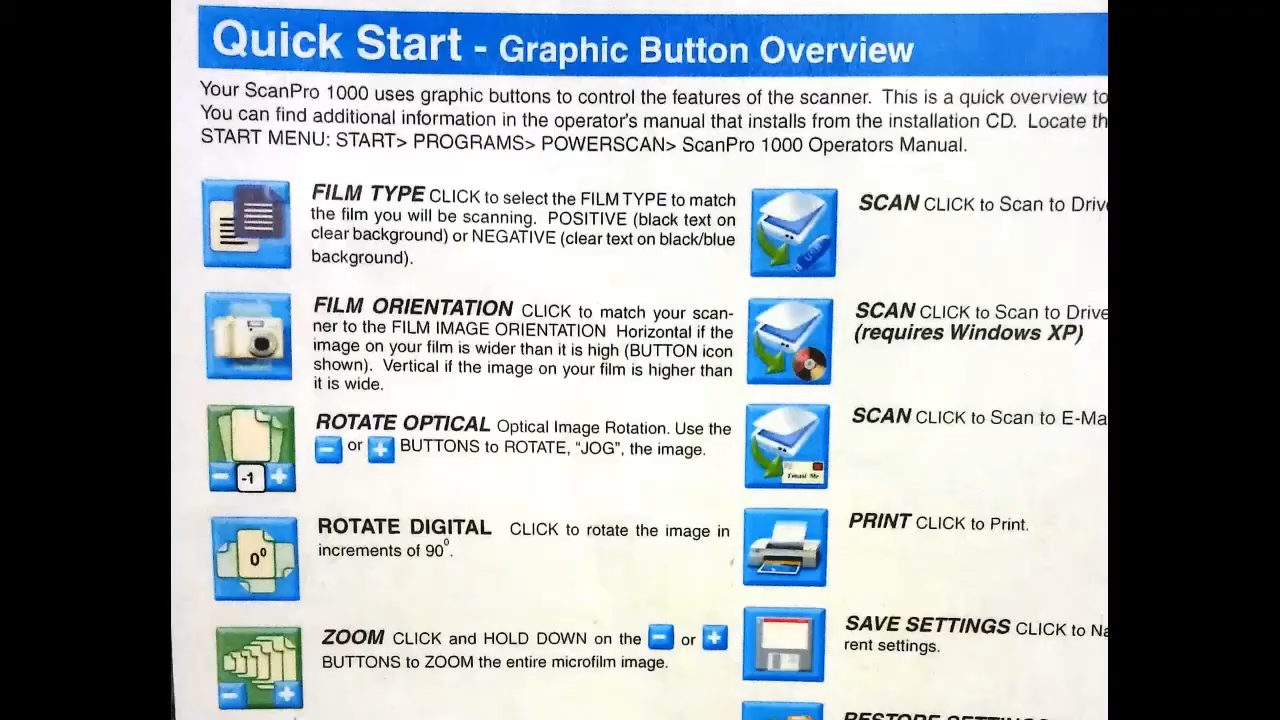 Quick Start - Graphic Button Overview
Your ScanPro 1000 uses graphic buttons to control the features of the scanner. This is a quick overview to
You can find additional information in the operator's manual that installs from the installation CD. Locate th
START MENU: START> PROGRAMS> POWERSCAN> ScanPro 1000 Operators Manual.
FILM TYPE CLICK to select the FILM TYPE to match
the film you will be scanning. POSITIVE (black text on
clear background) or NEGATIVE (clear text on black/blue
background).
FILM ORIENTATION CLICK to match your scan-
ner to the FILM IMAGE ORIENTATION Horizontal if the
image on your film is wider than it is high (BUTTON icon
shown). Vertical if the image on your film is higher than
it is wide.
-1
ROTATE OPTICAL Optical Image Rotation. Use the
- or + BUTTONS to ROTATE, “JOG”, the image.
0⁰
ROTATE DIGITAL CLICK to rotate the image in
increments of 90⁰.
ZOOM CLICK and HOLD DOWN on the - or +
BUTTONS to ZOOM the entire microfilm image.
SCAN CLICK to Scan to Driv
SCAN CLICK to Scan to Drive
(requires Windows XP)
Email Me
SCAN CLICK to Scan to E-Ma
PRINT CLICK to Print.
SAVE SETTINGS CLICK to Na
rent settings.
RESTORE SETTINGS